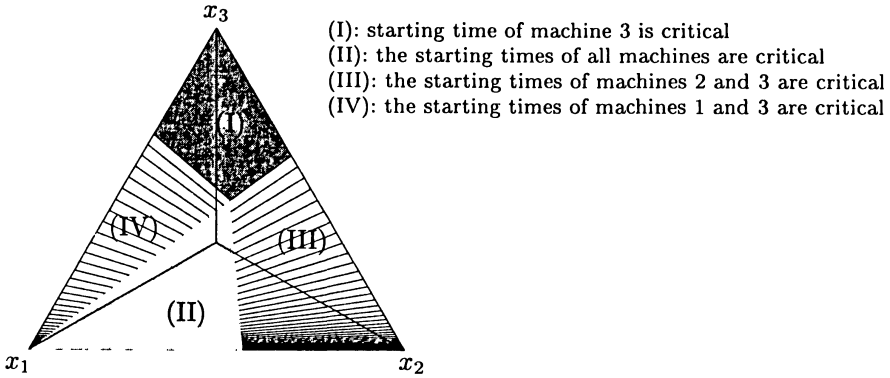 x3
(I): starting time of machine 3 is critical
(II): the starting times of all machines are critical
(III): the starting times of machines 2 and 3 are critical
(IV): the starting times of machines 1 and 3 are critical
(I)
(IV)
(III)
(II)
x1
x2